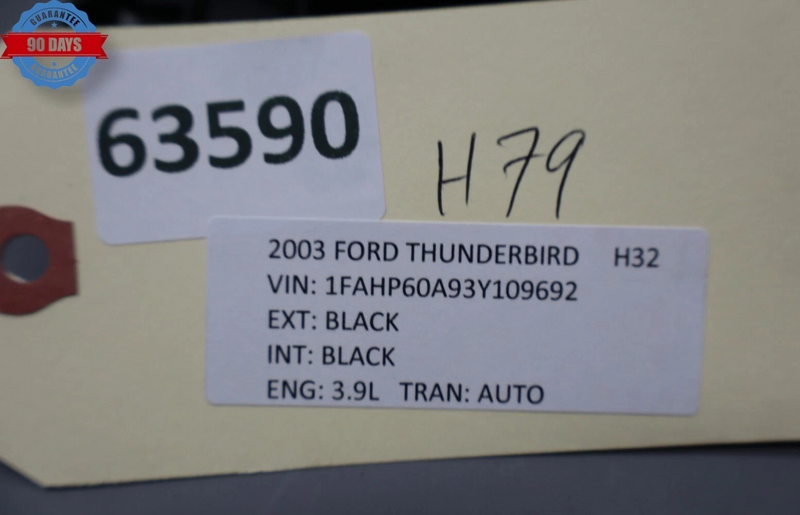 GUARANTEE
90 DAYS
GUARANTEE
63590
H79
2003 FORD THUNDERBIRD H32
VIN: 1FAHP60A93Y109692
EXT: BLACK
INT: BLACK
ENG: 3.9L TRAN: AUTO